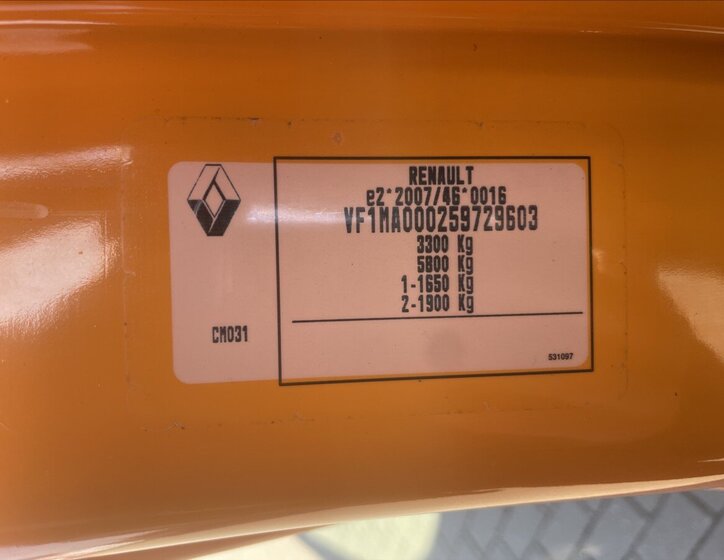 RENAULT
e2*2007/46*0016
VF1MA000259729603
3300 Kg
5800 Kg
1-1650 Kg
2-1900 Kg
CM031
531097